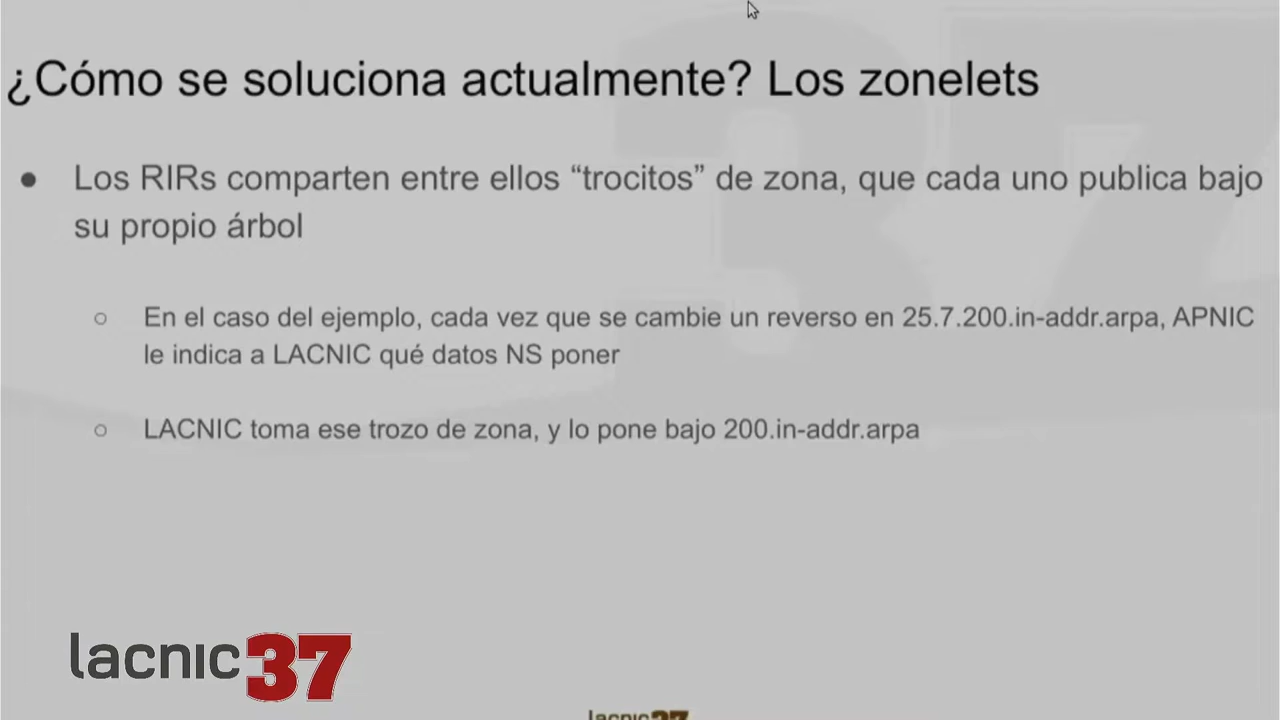 ¿Cómo se soluciona actualmente? Los zonelets
● Los RIRs comparten entre ellos “trocitos” de zona, que cada uno publica bajo
su propio árbol
○ En el caso del ejemplo, cada vez que se cambie un reverso en 25.7.200.in-addr.arpa, APNIC
le indica a LACNIC qué datos NS poner
○ LACNIC toma ese trozo de zona, y lo pone bajo 200.in-addr.arpa
lacnic37
lacnic37